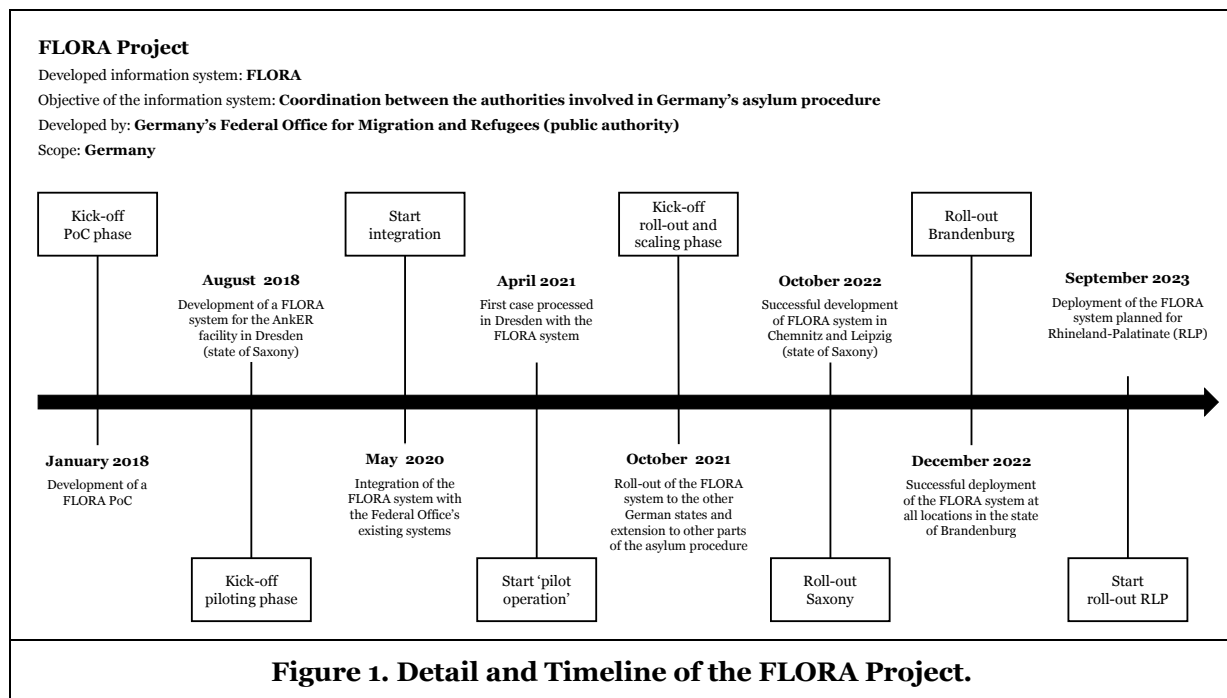 FLORA Project
Developed information system: FLORA
Objective of the information system: Coordination between the authorities involved in Germany's asylum procedure
Developed by: Germany's Federal Office for Migration and Refugees (public authority)
Scope: Germany
Kick-off
PoC phase
January 2018
Development of a
FLORA PoC
August 2018
Development of a FLORA
system for the AnkER
facility in Dresden
(state of Saxony)
Kick-off
piloting phase
Start
integration
May 2020
Integration of the
FLORA system with
the Federal Office's
existing systems
April 2021
First case processed
in Dresden with the
FLORA system
Start 'pilot
operation'
Kick-off
roll-out and
scaling phase
October 2021
Roll-out of the FLORA
system to the other
German states and
extension to other parts
of the asylum procedure
October 2022
Successful development
of FLORA system in
Chemnitz and Leipzig
(state of Saxony)
Roll-out
Saxony
Roll-out
Brandenburg
December 2022
Successful deployment
of the FLORA system at
all locations in the state
of Brandenburg
September 2023
Deployment of the FLORA
system planned for
Rhineland-Palatinate (RLP)
Start
roll-out RLP
Figure 1. Detail and Timeline of the FLORA Project.